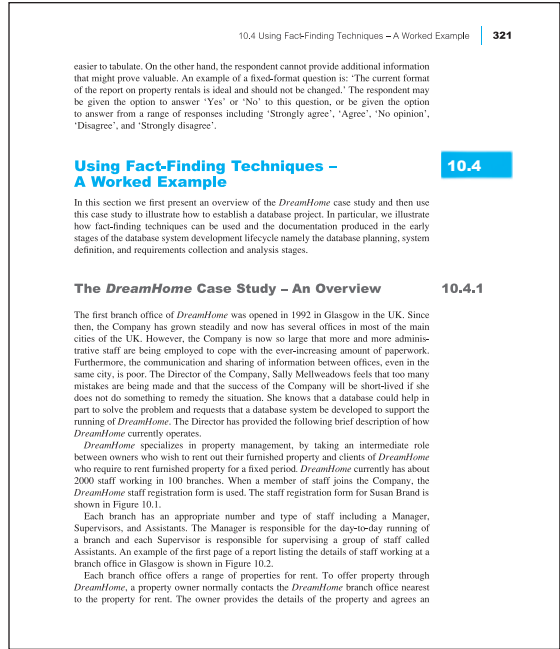 10.4 Using Fact-Finding Techniques – A Worked Example | 321
easier to tabulate. On the other hand, the respondent cannot provide additional information
that might prove valuable. An example of a fixed-format question is: ‘The current format
of the report on property rentals is ideal and should not be changed.’ The respondent may
be given the option to answer ‘Yes’ or ‘No’ to this question, or be given the option
to answer from a range of responses including ‘Strongly agree’, ‘Agree’, ‘No opinion’,
‘Disagree’, and ‘Strongly disagree’.
Using Fact-Finding Techniques –
A Worked Example
10.4
In this section we first present an overview of the DreamHome case study and then use
this case study to illustrate how to establish a database project. In particular, we illustrate
how fact-finding techniques can be used and the documentation produced in the early
stages of the database system development lifecycle namely the database planning, system
definition, and requirements collection and analysis stages.
The DreamHome Case Study – An Overview
10.4.1
The first branch office of DreamHome was opened in 1992 in Glasgow in the UK. Since
then, the Company has grown steadily and now has several offices in most of the main
cities of the UK. However, the Company is now so large that more and more adminis-
trative staff are being employed to cope with the ever-increasing amount of paperwork.
Furthermore, the communication and sharing of information between offices, even in the
same city, is poor. The Director of the Company, Sally Mellweadows feels that too many
mistakes are being made and that the success of the Company will be short-lived if she
does not do something to remedy the situation. She knows that a database could help in
part to solve the problem and requests that a database system be developed to support the
running of DreamHome. The Director has provided the following brief description of how
DreamHome currently operates.
DreamHome specializes in property management, by taking an intermediate role
between owners who wish to rent out their furnished property and clients of DreamHome
who require to rent furnished property for a fixed period. DreamHome currently has about
2000 staff working in 100 branches. When a member of staff joins the Company, the
DreamHome staff registration form is used. The staff registration form for Susan Brand is
shown in Figure 10.1.
Each branch has an appropriate number and type of staff including a Manager,
Supervisors, and Assistants. The Manager is responsible for the day-to-day running of
a branch and each Supervisor is responsible for supervising a group of staff called
Assistants. An example of the first page of a report listing the details of staff working at a
branch office in Glasgow is shown in Figure 10.2.
Each branch office offers a range of properties for rent. To offer property through
DreamHome, a property owner normally contacts the DreamHome branch office nearest
to the property for rent. The owner provides the details of the property and agrees an